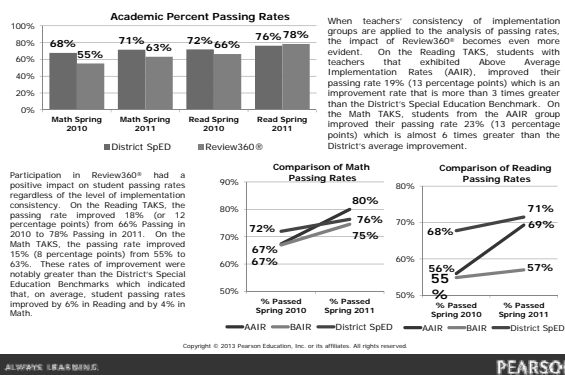 Academic Percent Passing Rates
100%
80%
60%
40%
20%
0%
68%
55%
71%
63%
72%
66%
76%
78%
Math Spring 2010
Math Spring 2011
Read Spring 2010
Read Spring 2011
District SpED
Review360®
When teachers' consistency of implementation
groups are applied to the analysis of passing rates,
the impact of Review360® becomes even more
evident. On the Reading TAKS, students with
teachers that exhibited Above Average
Implementation Rates (AAIR), improved their
passing rate 19% (13 percentage points) which is an
improvement rate that is more than 3 times greater
than the District's Special Education Benchmark. On
the Math TAKS, students from the AAIR group
improved their passing rate 23% (13 percentage
points) which is almost 6 times greater than the
District's average improvement.
Participation in Review360® had a
positive impact on student passing rates
regardless of the level of implementation
consistency. On the Reading TAKS, the
passing rate improved 18% (or 12
percentage points) from 66% Passing in
2010 to 78% Passing in 2011. On the
Math TAKS, the passing rate improved
15% (8 percentage points) from 55% to
63%. These rates of improvement were
notably greater than the District's Special
Education Benchmarks which indicated
that, on average, student passing rates
improved by 6% in Reading and by 4% in
Math.
Comparison of Math
Passing Rates
90%
80%
70%
60%
50%
72%
67%
67%
80%
76%
75%
% Passed Spring 2010
% Passed Spring 2011
AAIR
BAIR
District SpED
Comparison of Reading
Passing Rates
80%
70%
60%
50%
68%
56%
55
%
71%
69%
57%
% Passed Spring 2010
% Passed Spring 2011
AAIR
BAIR
District SpED
Copyright © 2013 Pearson Education, Inc. or its affiliates. All rights reserved.
ALWAYS LEARNING
PEARSO